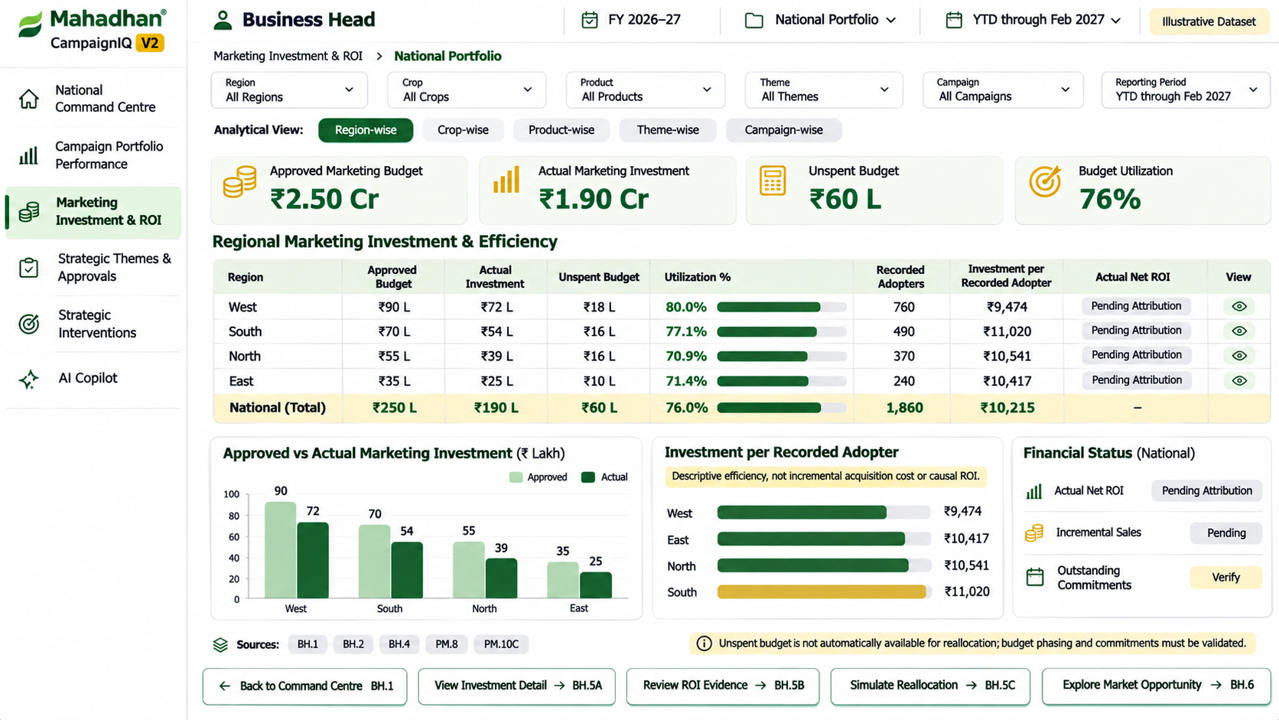 Mahadhan®
CampaignIQ V2
National Command Centre
Campaign Portfolio Performance
Marketing Investment & ROI
Strategic Themes & Approvals
Strategic Interventions
AI Copilot
Business Head
FY 2026–27
National Portfolio
YTD through Feb 2027
Illustrative Dataset
Marketing Investment & ROI > National Portfolio
Region
All Regions
Crop
All Crops
Product
All Products
Theme
All Themes
Campaign
All Campaigns
Reporting Period
YTD through Feb 2027
Analytical View: Region-wise Crop-wise Product-wise Theme-wise Campaign-wise
Approved Marketing Budget
₹2.50 Cr
Actual Marketing Investment
₹1.90 Cr
Unspent Budget
₹60 L
Budget Utilization
76%
Regional Marketing Investment & Efficiency
Region Approved Budget Actual Investment Unspent Budget Utilization % Recorded Adopters Investment per Recorded Adopter Actual Net ROI View
West ₹90 L ₹72 L ₹18 L 80.0% 760 ₹9,474 Pending Attribution
South ₹70 L ₹54 L ₹16 L 77.1% 490 ₹11,020 Pending Attribution
North ₹55 L ₹39 L ₹16 L 70.9% 370 ₹10,541 Pending Attribution
East ₹35 L ₹25 L ₹10 L 71.4% 240 ₹10,417 Pending Attribution
National (Total) ₹250 L ₹190 L ₹60 L 76.0% 1,860 ₹10,215 –
Approved vs Actual Marketing Investment (₹ Lakh)
Approved Actual
100
80
60
40
20
0
90 72
70 54
55 39
35 25
West South North East
Investment per Recorded Adopter
Descriptive efficiency, not incremental acquisition cost or causal ROI.
West ₹9,474
East ₹10,417
North ₹10,541
South ₹11,020
Financial Status (National)
Actual Net ROI Pending Attribution
Incremental Sales Pending
Outstanding Commitments Verify
Sources: BH.1 BH.2 BH.4 PM.8 PM.10C
Unspent budget is not automatically available for reallocation; budget phasing and commitments must be validated.
← Back to Command Centre BH.1
View Investment Detail → BH.5A
Review ROI Evidence → BH.5B
Simulate Reallocation → BH.5C
Explore Market Opportunity → BH.6